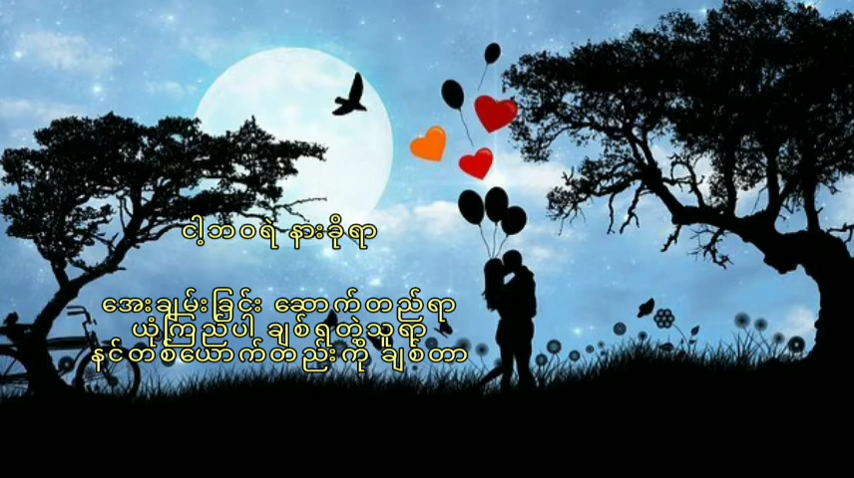 ငါ့ဘဝရဲ့ နားခိုရာ
အေးချမ်းခြင်း ဆောက်တည်ရာ
ယုံကြည်ပါ ချစ်ရတဲ့သူရာ
နင်တစ်ယောက်တည်းကို ချစ်တာ